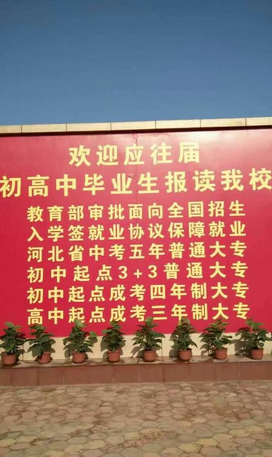 欢迎应往届
初高中毕业生报读我校
教育部审批面向全国招生
入学签就业协议保障就业
河北省中考五年普通大专
初中起点3+3普通大专
初中起点成考四年制大专
高中起点成考三年制大专